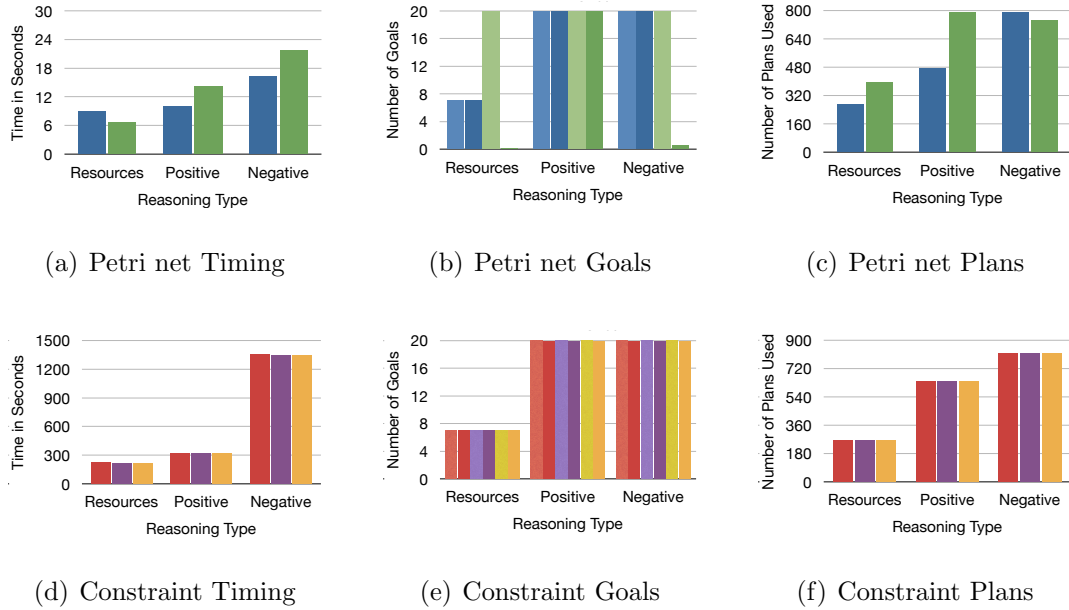 Time in Seconds
30
24
18
12
6
0
Resources Positive Negative
Reasoning Type
(a) Petri net Timing
Number of Goals
20
16
12
8
4
0
Resources Positive Negative
Reasoning Type
(b) Petri net Goals
Number of Plans Used
800
640
480
320
160
0
Resources Positive Negative
Reasoning Type
(c) Petri net Plans
Time in Seconds
1500
1200
900
600
300
0
Resources Positive Negative
Reasoning Type
(d) Constraint Timing
Number of Goals
20
16
12
8
4
0
Resources Positive Negative
Reasoning Type
(e) Constraint Goals
Number of Plans Used
900
720
540
360
180
0
Resources Positive Negative
Reasoning Type
(f) Constraint Plans